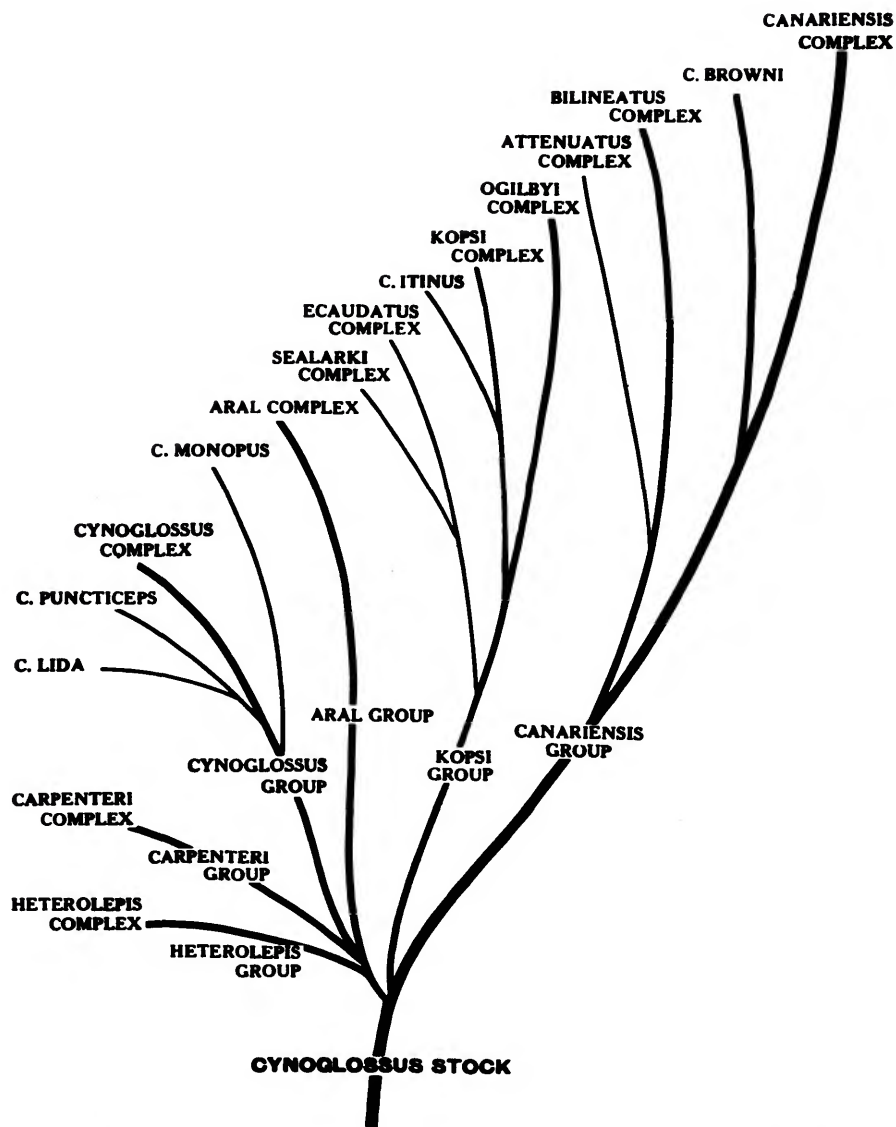 CANARIENSIS
COMPLEX
C. BROWNI
BILINEATUS
COMPLEX
ATTENUATUS
COMPLEX
OGILBYI
COMPLEX
KOPSI
COMPLEX
C. ITINUS
ECAUDATUS
COMPLEX
SEALARKI
COMPLEX
ARAL COMPLEX
C. MONOPUS
CYNOGLOSSUS
COMPLEX
C. PUNCTICEPS
C. LIDA
ARAL GROUP
CANARIENSIS
GROUP
KOPSI
GROUP
CYNOGLOSSUS
GROUP
CARPENTERI
COMPLEX
CARPENTERI
GROUP
HETEROLEPIS
COMPLEX
HETEROLEPIS
GROUP
CYNOGLOSSUS STOCK